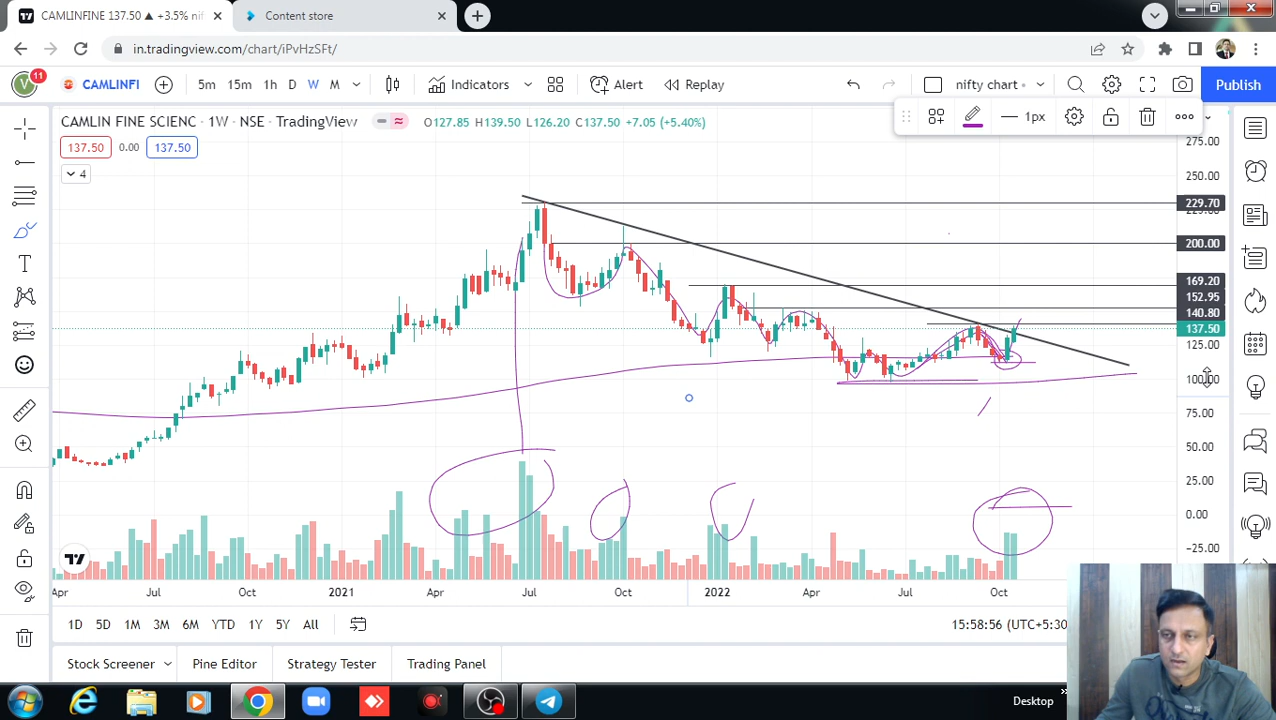 CAMLINFINE 137.50 ▲ +3.5% nif
Content store
in.tradingview.com/chart/iPvHzSFt/
V 11 CAMLINFI 5m 15m 1h D W M Indicators Alert Replay nifty chart Publish
CAMLIN FINE SCIENC · 1W · NSE · TradingView O127.85 H139.50 L126.20 C137.50 +7.05 (+5.40%)
1px
137.50 0.00 137.50
4
275.00
250.00
229.70
200.00
169.20
152.95
140.80
137.50
125.00
100.00
75.00
50.00
25.00
0.00
−25.00
Apr Jul Oct 2021 Apr Jul Oct 2022 Apr Jul Oct
1D 5D 1M 3M 6M YTD 1Y 5Y All 15:58:56 (UTC+5:30
Stock Screener Pine Editor Strategy Tester Trading Panel
Desktop